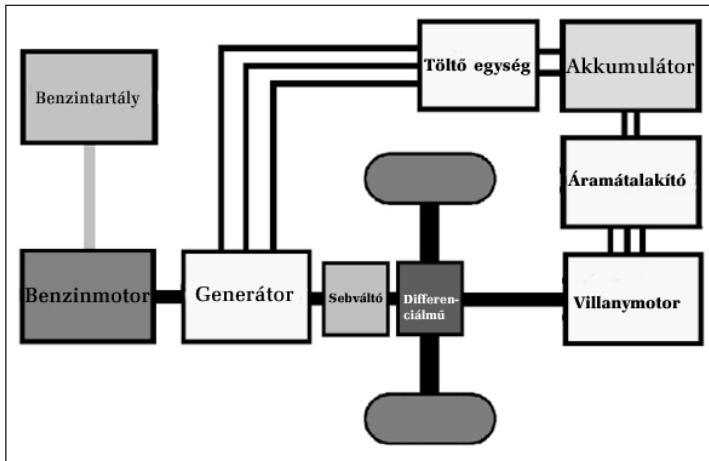 Töltő egység
Akkumulátor
Benzintartály
Áramátalakító
Benzinmotor
Generátor
Sebváltó
Differen-
ciálmű
Villanymotor